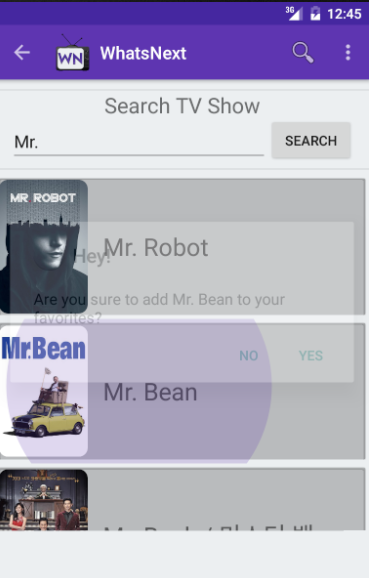 3G 12:45
WN WhatsNext
Search TV Show
Mr. SEARCH
MR ROBOT
Mr. Robot
Hey!
Are you sure to add Mr. Bean to your
favorites?
NO YES
Mr.Bean
Mr. Bean